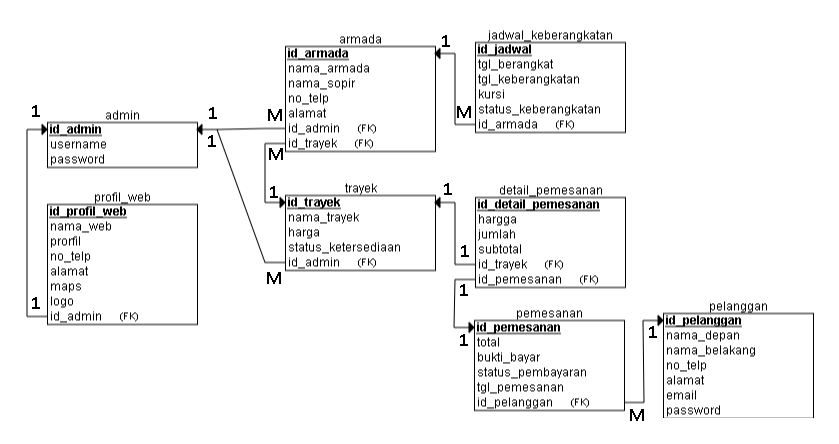 admin
id_admin
username
password
profil_web
id_profil_web
nama_web
prorfil
no_telp
alamat
maps
logo
id_admin (FK)
armada
id_armada
nama_armada
nama_sopir
no_telp
alamat
id_admin (FK)
id_trayek (FK)
trayek
id_trayek
nama_trayek
harga
status_ketersediaan
id_admin (FK)
jadwal_keberangkatan
id_jadwal
tgl_berangkat
tgl_keberangkatan
kursi
status_keberangkatan
id_armada (FK)
detail_pemesanan
id_detail_pemesanan
hargga
jumlah
subtotal
id_trayek (FK)
id_pemesanan (FK)
pemesanan
id_pemesanan
total
bukti_bayar
status_pembayaran
tgl_pemesanan
id_pelanggan (FK)
pelanggan
id_pelanggan
nama_depan
nama_belakang
no_telp
alamat
email
password
1
1
1
1
M
M
1
M
1
M
1
1
1
1
1
M